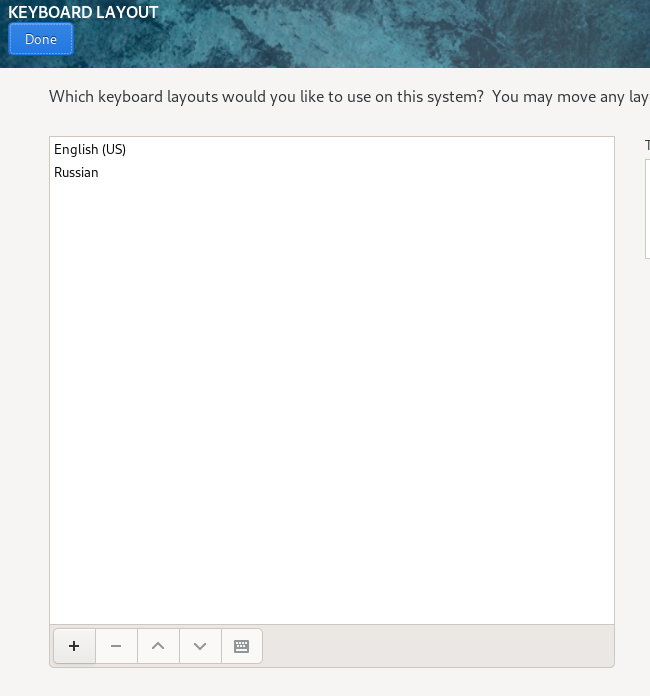 KEYBOARD LAYOUT
Done
Which keyboard layouts would you like to use on this system?  You may move any lay
T
English (US)
Russian